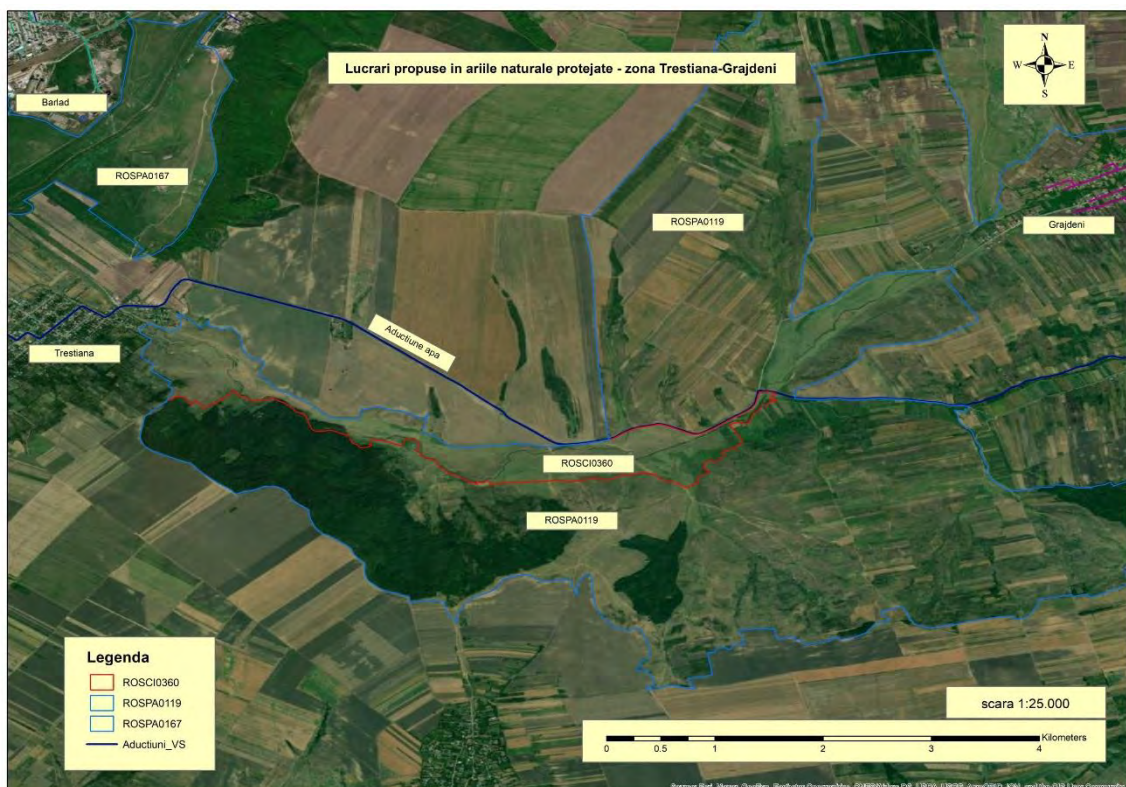 Lucrari propuse in ariile naturale protejate - zona Trestiana-Grajdeni
N
W
E
S
Barlad
ROSPA0167
ROSPA0119
Grajdeni
Aductiune apa
Trestiana
ROSCI0360
ROSPA0119
Legenda
ROSCI0360
ROSPA0119
ROSPA0167
Aductiuni_VS
scara 1:25.000
Kilometers
0 0.5 1 2 3 4